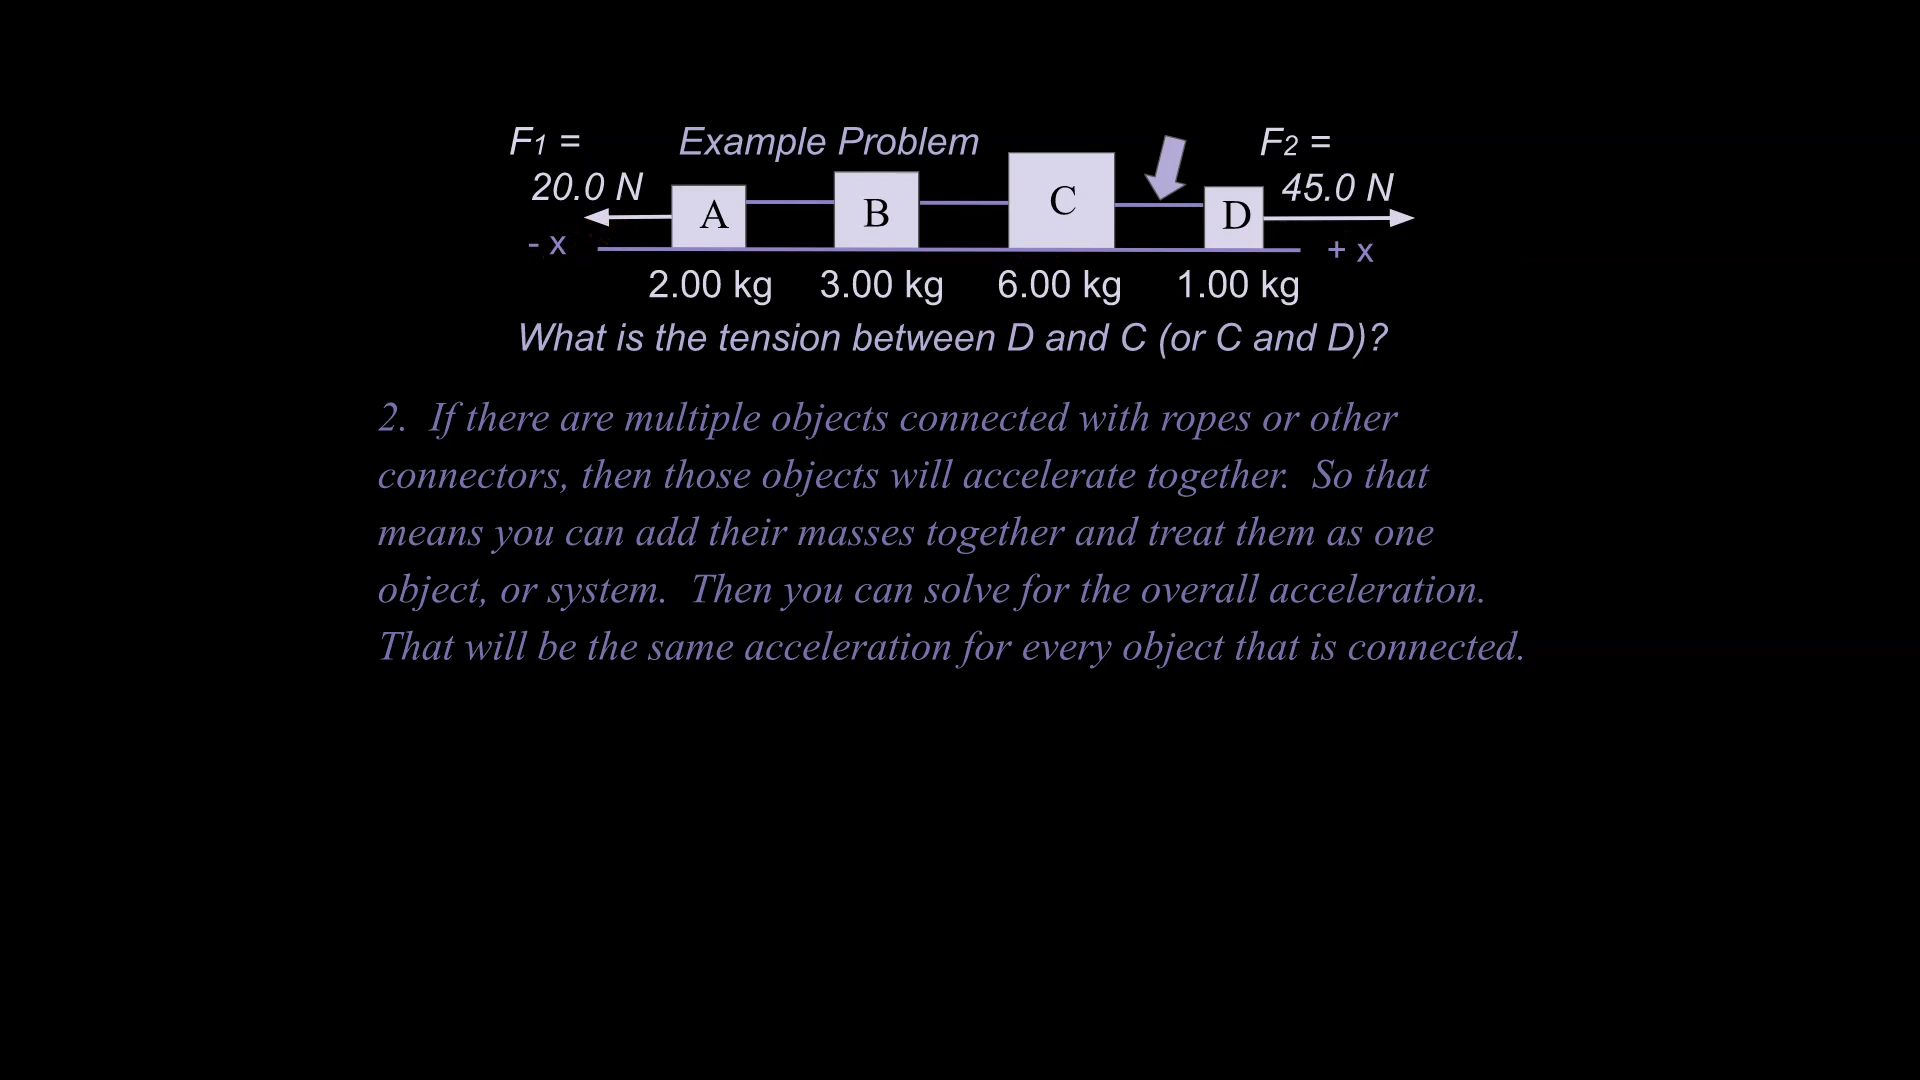 F1 = Example Problem F2 =
20.0 N 45.0 N
A B C D
- x + x
2.00 kg 3.00 kg 6.00 kg 1.00 kg
What is the tension between D and C (or C and D)?
2. If there are multiple objects connected with ropes or other
connectors, then those objects will accelerate together. So that
means you can add their masses together and treat them as one
object, or system. Then you can solve for the overall acceleration.
That will be the same acceleration for every object that is connected.